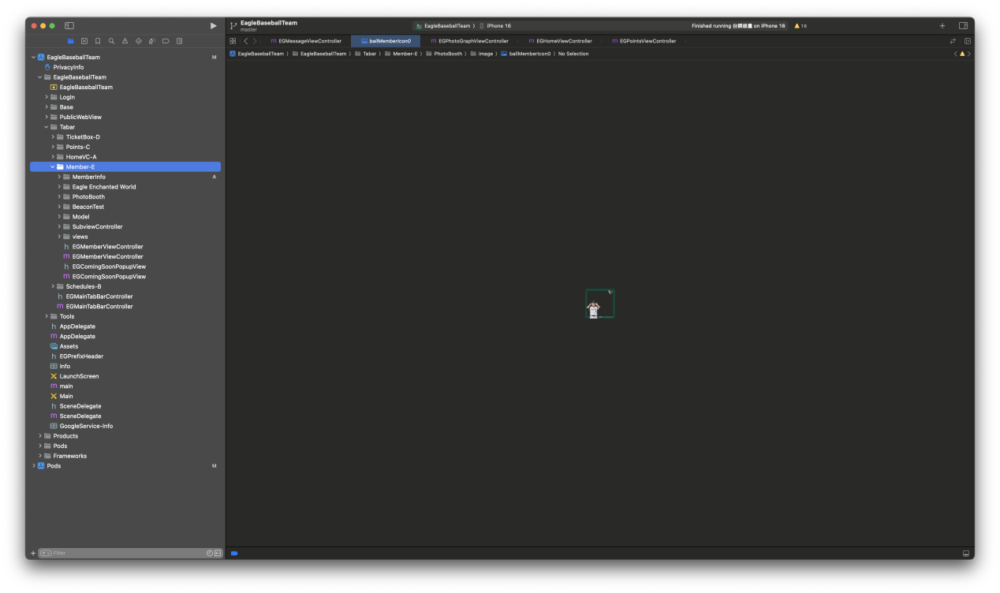 EagleBaseballTeam
master
EagleBaseballTeam
iPhone 16
Finished running 台鋼雄鷹 on iPhone 16
18
EGMessageViewController
ballMemberIcon0
EGPhotoGraphViewController
EGHomeViewController
EGPointsViewController
EagleBaseballTeam
EagleBaseballTeam
Tabar
Member-E
PhotoBooth
image
ballMemberIcon0
No Selection
EagleBaseballTeam M
PrivacyInfo
EagleBaseballTeam
EagleBaseballTeam
LogIn
Base
PublicWebView
Tabar
TicketBox-D
Points-C
HomeVC-A
Member-E
MemberInfo A
Eagle Enchanted World
PhotoBooth
BeaconTest
Model
SubviewController
views
h EGMemberViewController
m EGMemberViewController
h EGComingSoonPopupView
m EGComingSoonPopupView
Schedules-B
h EGMainTabBarController
m EGMainTabBarController
Tools
h AppDelegate
m AppDelegate
Assets
h EGPrefixHeader
Info
LaunchScreen
m main
Main
h SceneDelegate
m SceneDelegate
GoogleService-Info
Products
Pods
Frameworks
Pods M
Filter